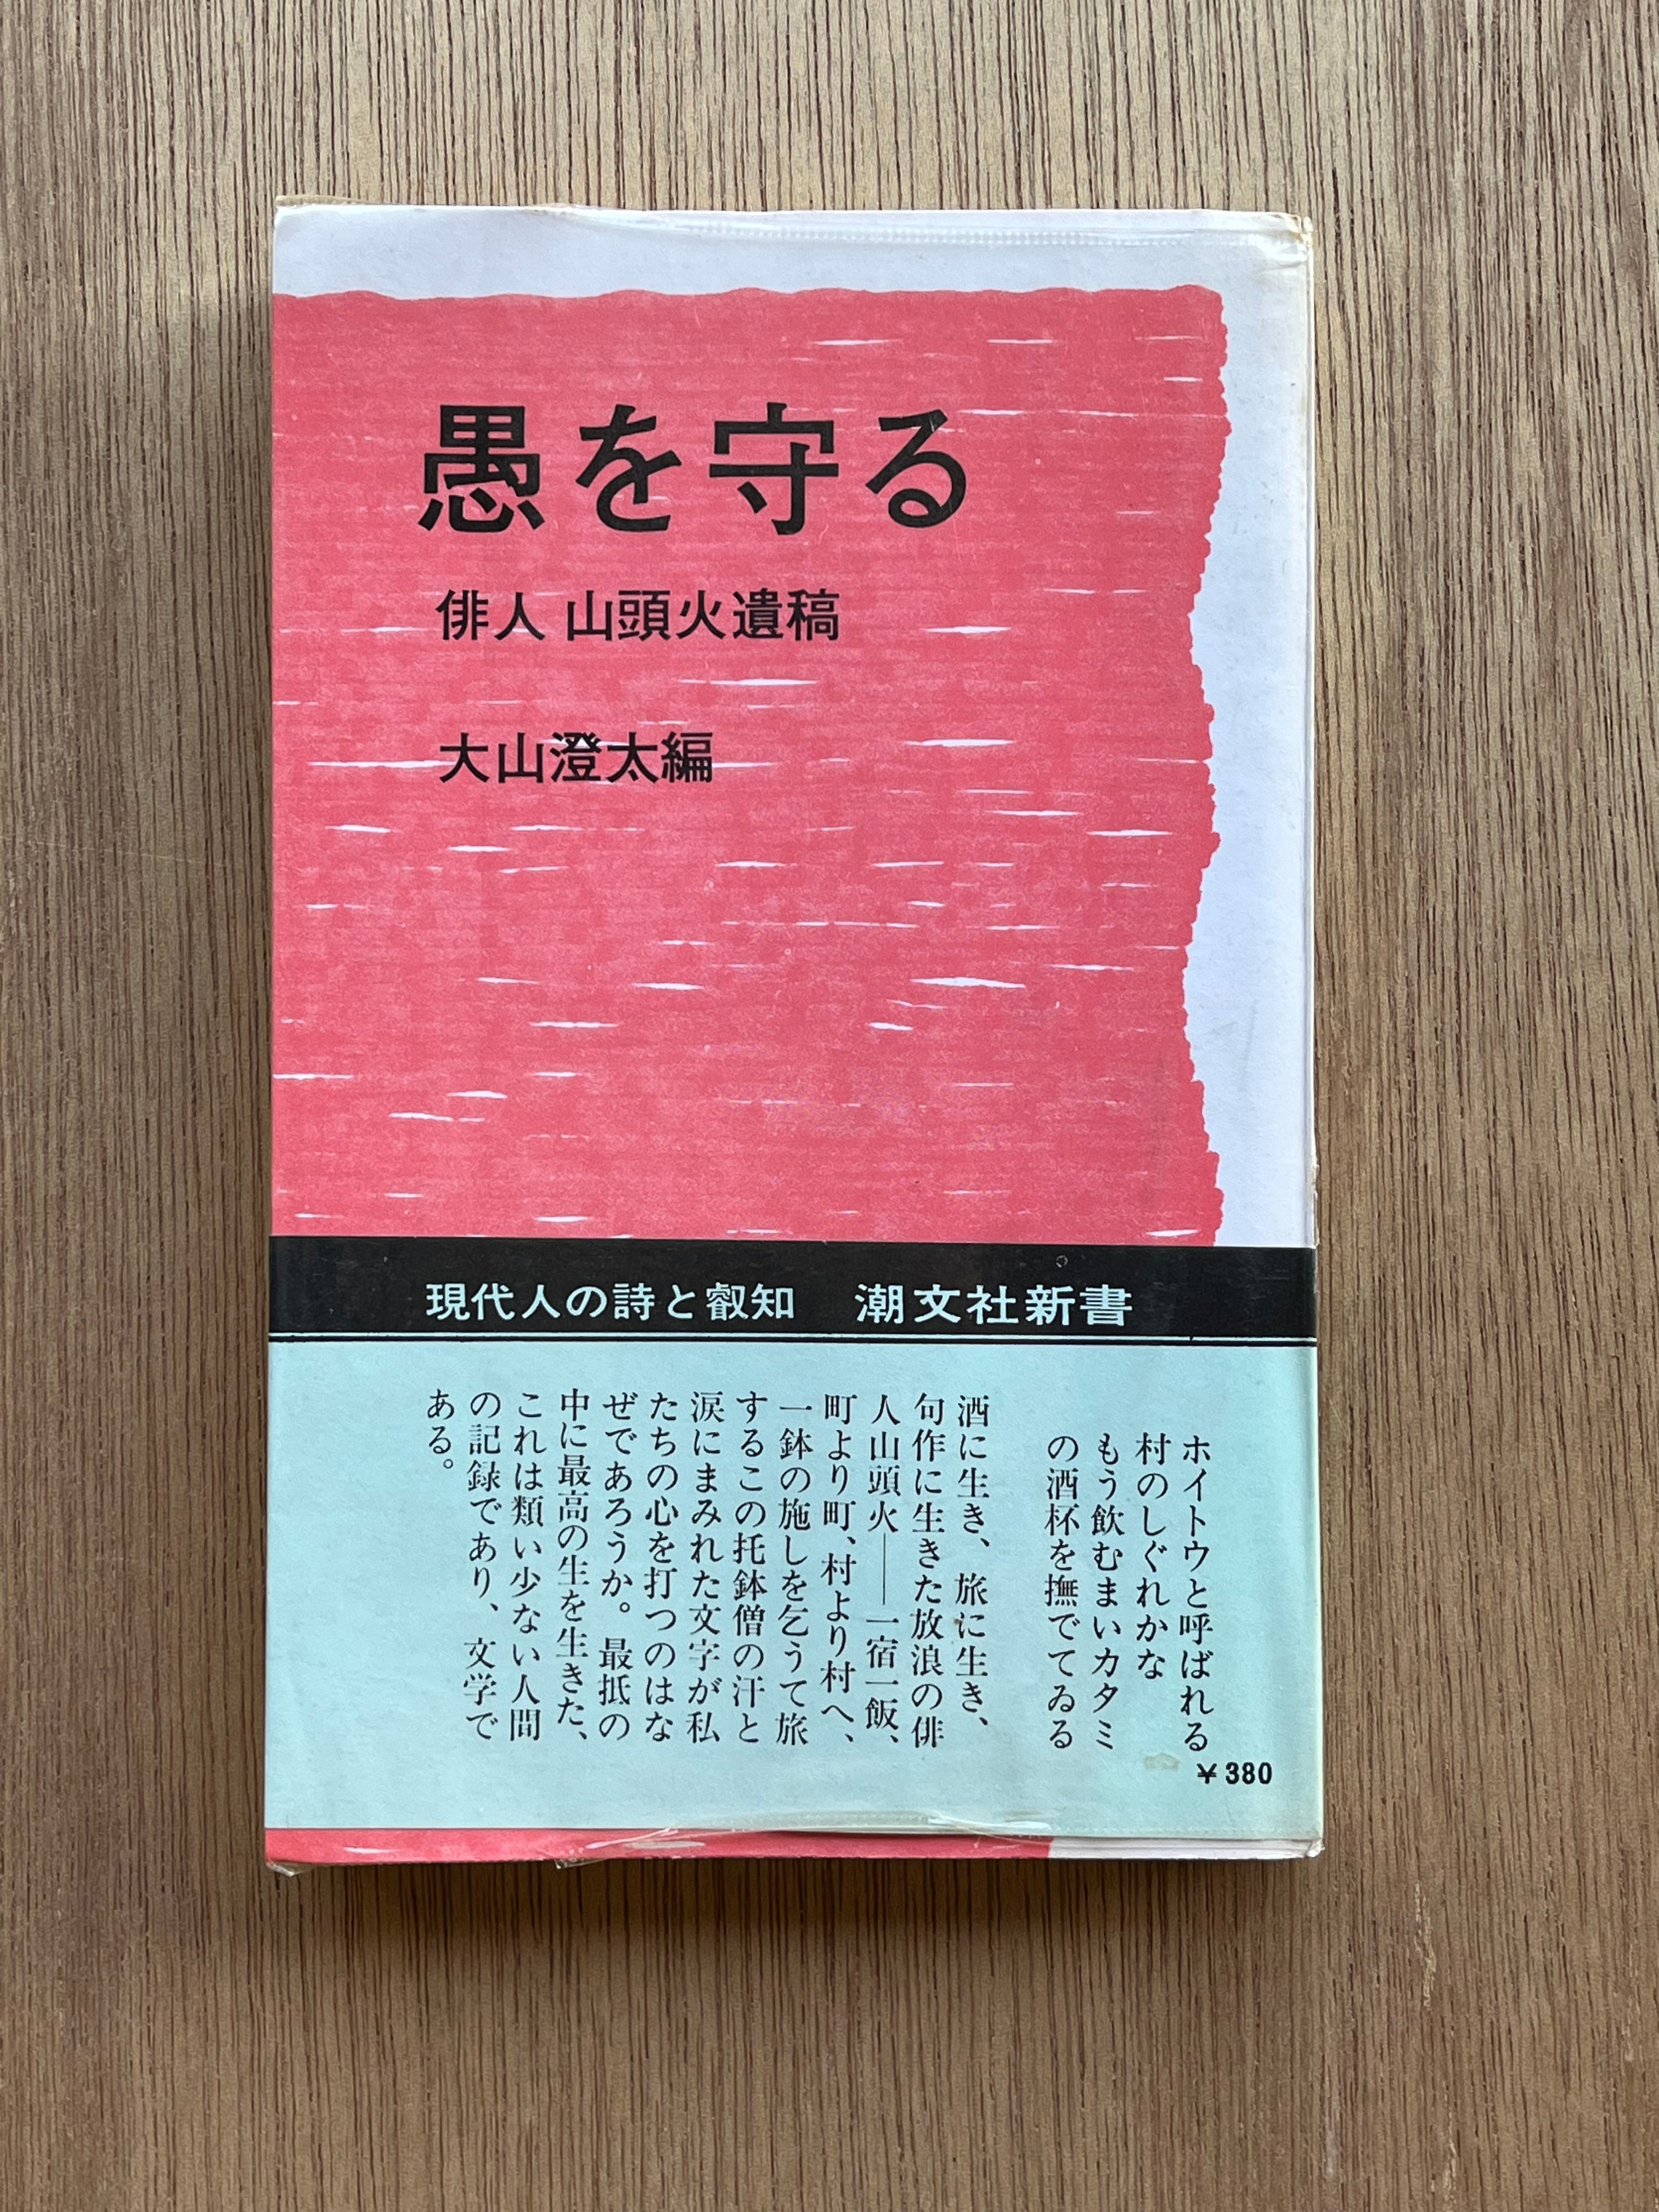 愚を守る
俳人 山頭火遺稿
大山澄太編
現代人の詩と叡知 潮文社新書
ホイトウと呼ばれる
村のしぐれかな
もう飲むまいカタミ
の酒杯を撫でてゐる
酒に生き、旅に生き、
句作に生きた放浪の俳
人山頭火――一宿一飯、
町より町、村より村へ、
一鉢の施しを乞うて旅
するこの托鉢僧の汗と
涙にまみれた文字が私
たちの心を打つのはな
ぜであろうか。最抵の
中に最高の生を生きた、
これは類い少ない人間
の記録であり、文学で
ある。
¥380